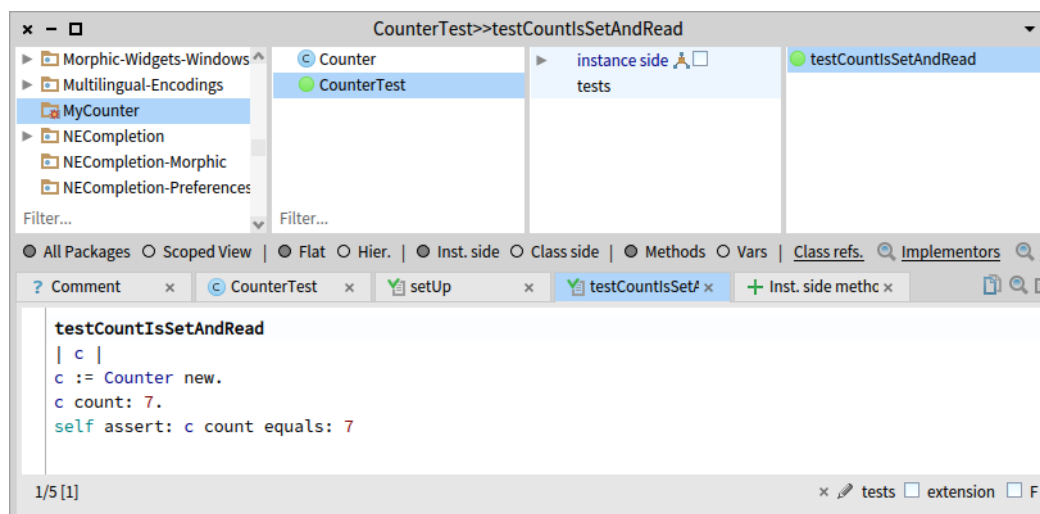 CounterTest>>testCountIsSetAndRead
Morphic-Widgets-Windows
Multilingual-Encodings
MyCounter
NECompletion
NECompletion-Morphic
NECompletion-Preferences
Filter...
Counter
CounterTest
Filter...
instance side
tests
testCountIsSetAndRead
All Packages Scoped View | Flat Hier. | Inst. side Class side | Methods Vars | Class refs. Implementors
? Comment × CounterTest × setUp × testCountIsSetA × + Inst. side methc ×
testCountIsSetAndRead
| c |
c := Counter new.
c count: 7.
self assert: c count equals: 7
1/5 [1] × tests extension F